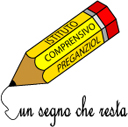 ISTITUTO
COMPRENSIVO
PREGANZIOL
un segno che resta